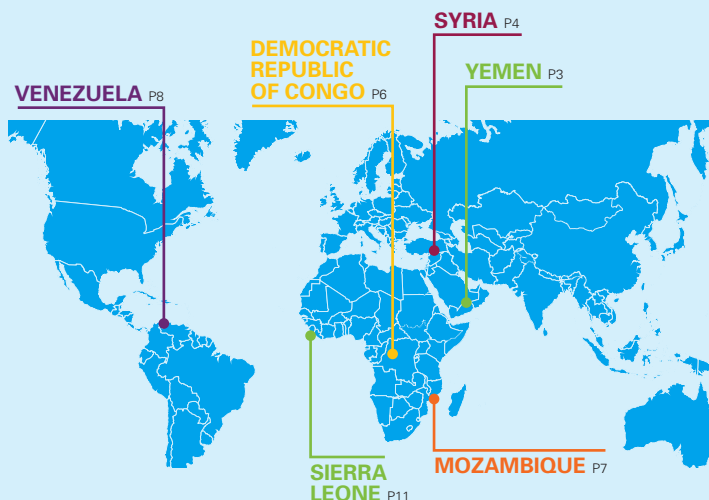 SYRIA P4
DEMOCRATIC
REPUBLIC
OF CONGO P6
YEMEN P3
VENEZUELA P8
SIERRA
LEONE P11
MOZAMBIQUE P7